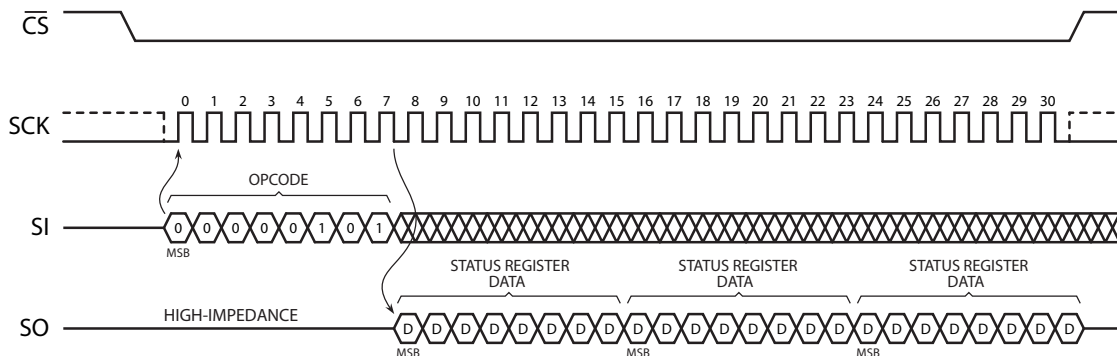 CS
0 1 2 3 4 5 6 7 8 9 10 11 12 13 14 15 16 17 18 19 20 21 22 23 24 25 26 27 28 29 30
SCK
OPCODE
SI 0 0 0 0 0 1 0 1
MSB
STATUS REGISTER DATA STATUS REGISTER DATA STATUS REGISTER DATA
HIGH-IMPEDANCE
SO D D D D D D D D D D D D D D D D D D D D D D D D
MSB MSB MSB